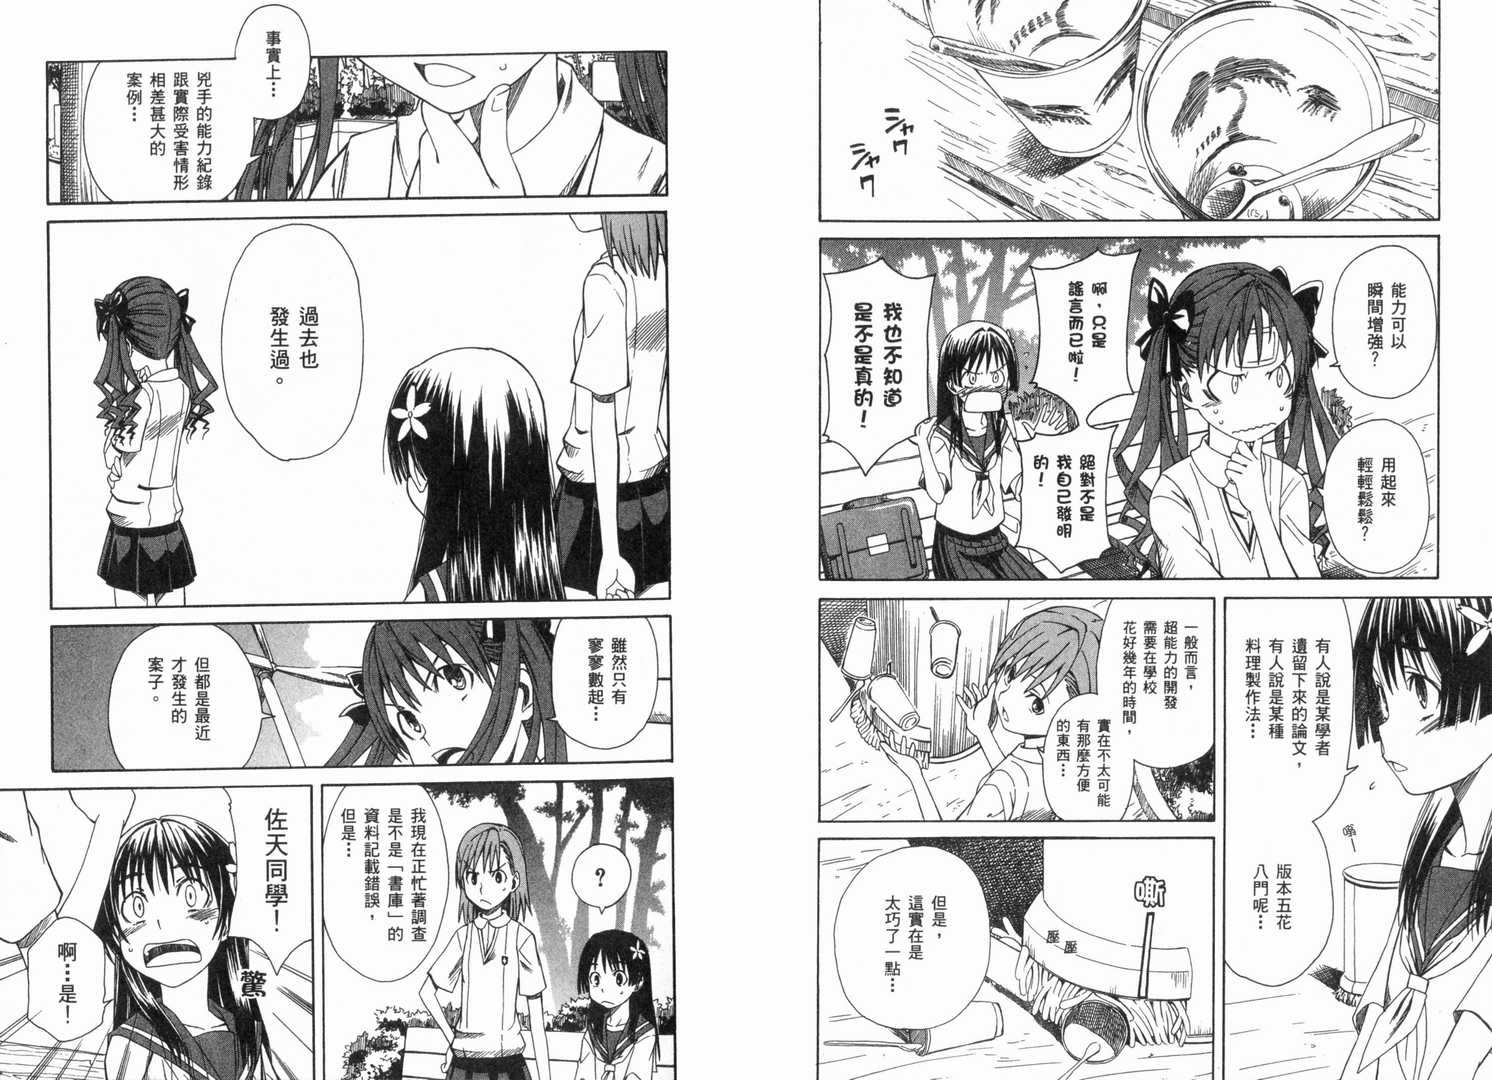 シャク
シャク
能力可以
瞬間增強？
用起來
輕輕鬆鬆？
啊，只是
謠言而已啦！
絕對不是
我自己發明
的！
我也不知道
是不是真的！
有人說是某學者
遺留下來的論文，
有人說是某種
料理製作法…
嗡
版本五花
八門呢…
一般而言，
超能力的開發
需要在學校
花好幾年的時間，
實在不太可能
有那麼方便
的東西…
嘶
壓
壓
但是，
這實在是
太巧了一點…
事實上…
兇手的能力紀錄
跟實際受害情形
相差甚大的
案例…
過去也
發生過。
雖然只有
寥寥數起…
但都是最近
才發生的
案子。
我現在正忙著調查
是不是「書庫」的
資料記載錯誤，
但是…
？
佐天同學！
驚
啊…是！